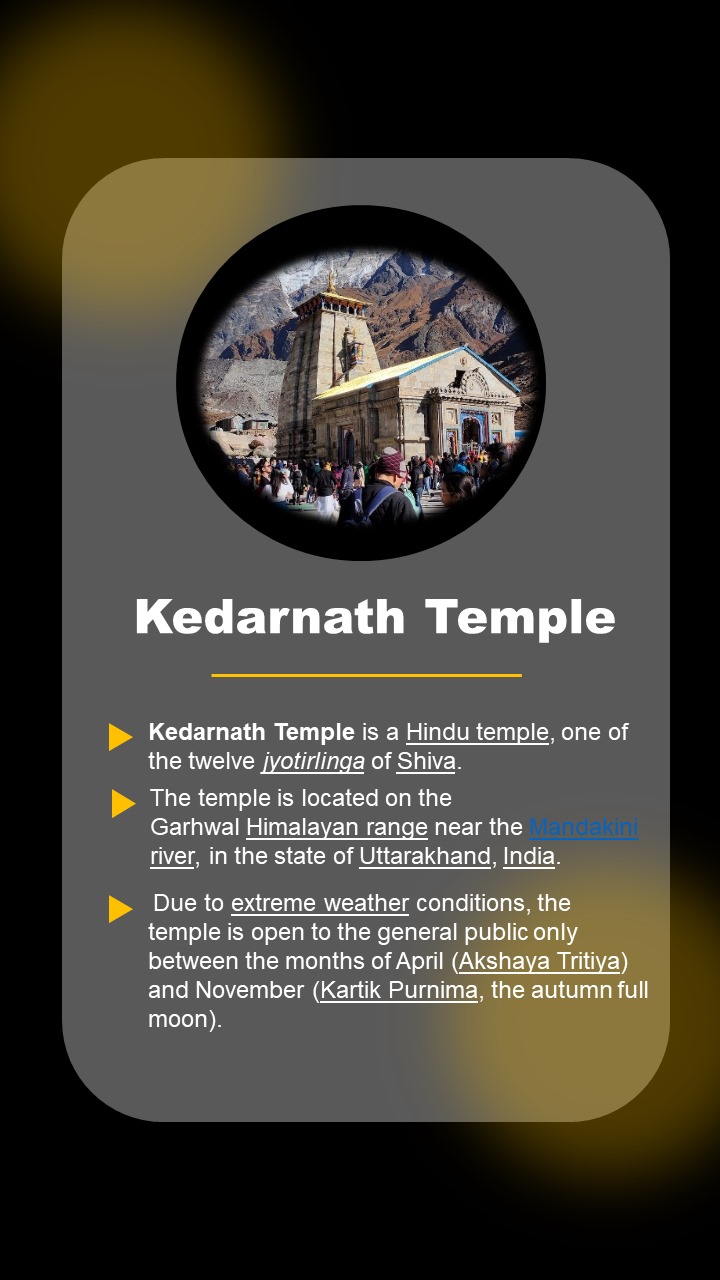 Kedarnath Temple
Kedarnath Temple is a Hindu temple, one of
the twelve jyotirlinga of Shiva.
The temple is located on the
Garhwal Himalayan range near the Mandakini
river, in the state of Uttarakhand, India.
Due to extreme weather conditions, the
temple is open to the general public only
between the months of April (Akshaya Tritiya)
and November (Kartik Purnima, the autumn full
moon).